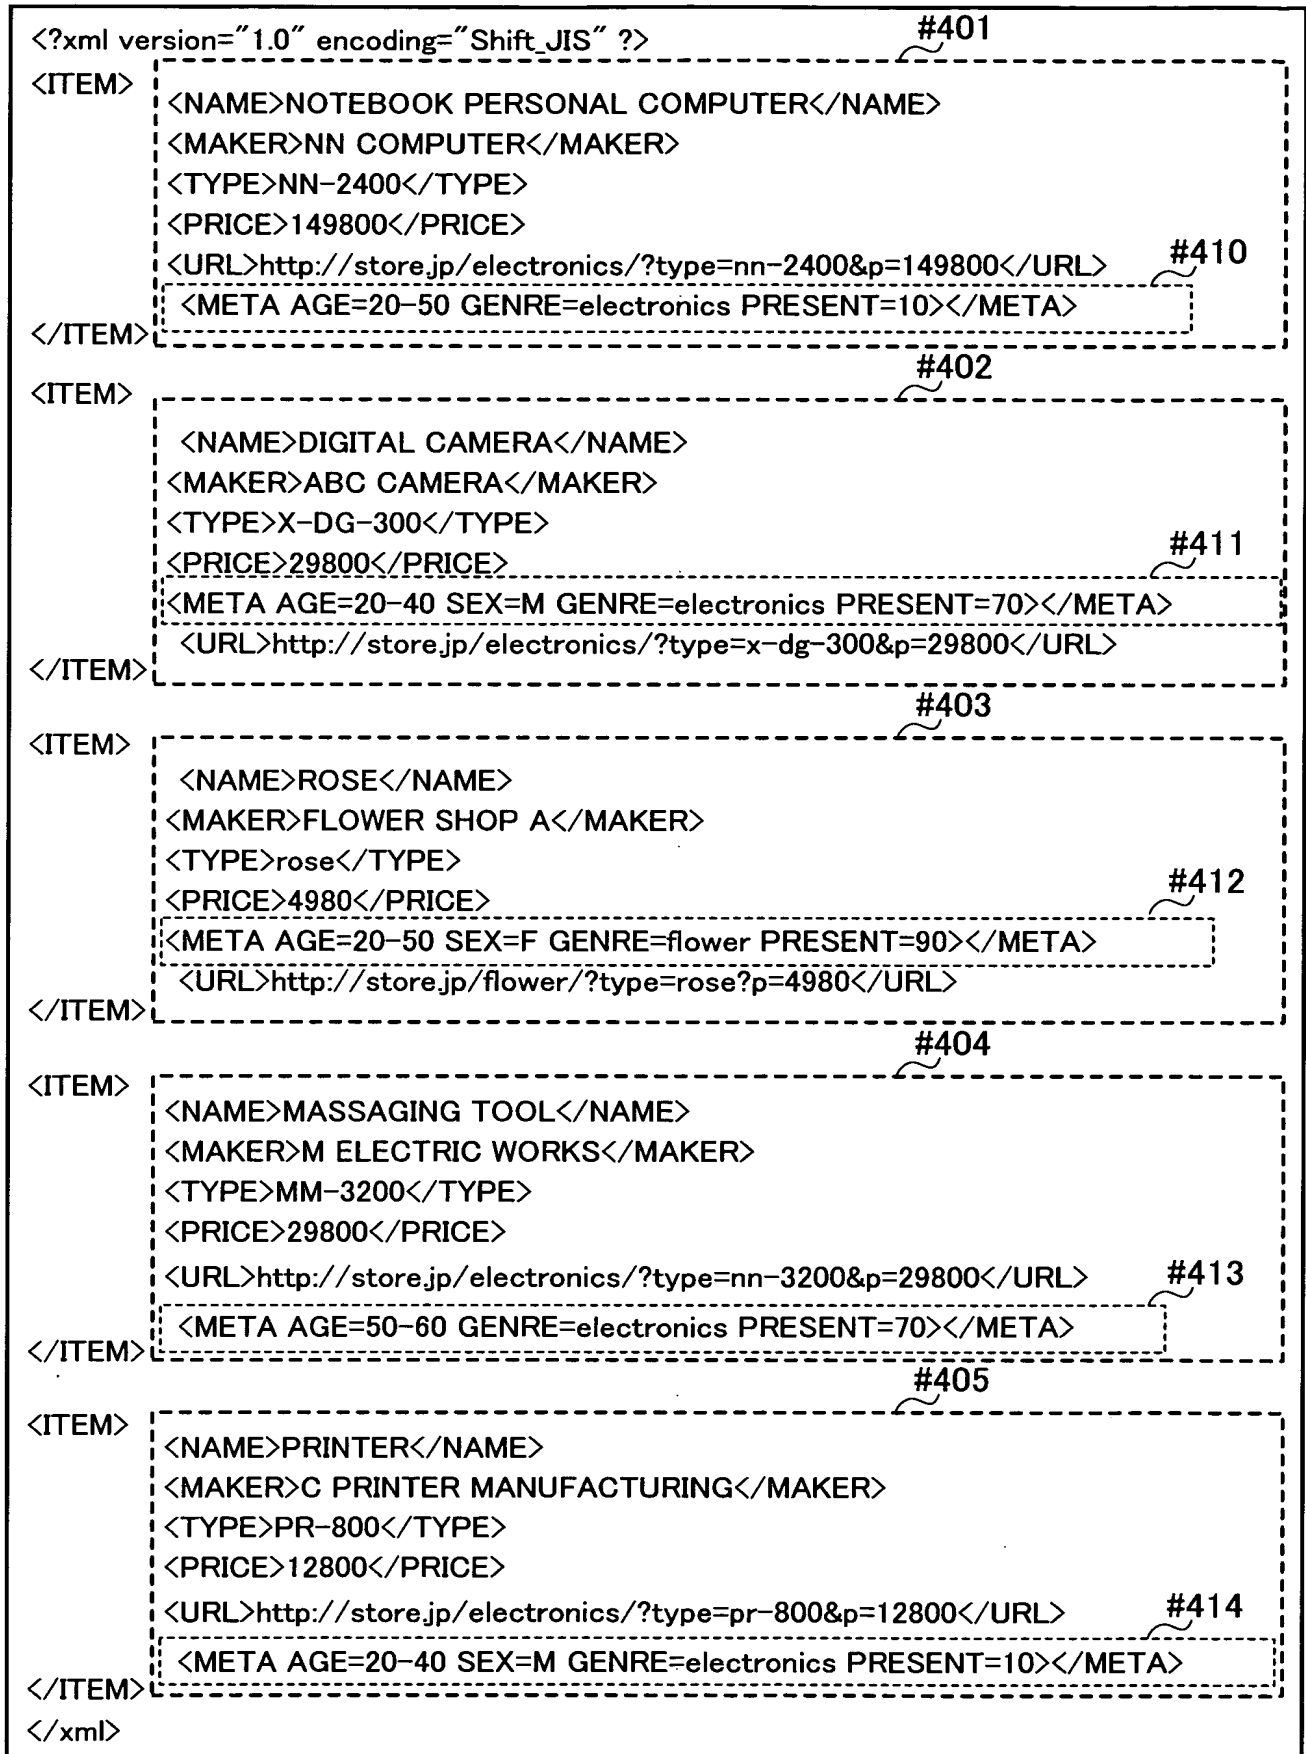 <?xml version="1.0" encoding="Shift_JIS" ?>
#401
<ITEM>
<NAME>NOTEBOOK PERSONAL COMPUTER</NAME>
<MAKER>NN COMPUTER</MAKER>
<TYPE>NN-2400</TYPE>
<PRICE>149800</PRICE>
<URL>http://store.jp/electronics/?type=nn-2400&p=149800</URL>
#410
<META AGE=20-50 GENRE=electronics PRESENT=10></META>
</ITEM>
#402
<ITEM>
<NAME>DIGITAL CAMERA</NAME>
<MAKER>ABC CAMERA</MAKER>
<TYPE>X-DG-300</TYPE>
<PRICE>29800</PRICE>
#411
<META AGE=20-40 SEX=M GENRE=electronics PRESENT=70></META>
<URL>http://store.jp/electronics/?type=x-dg-300&p=29800</URL>
</ITEM>
#403
<ITEM>
<NAME>ROSE</NAME>
<MAKER>FLOWER SHOP A</MAKER>
<TYPE>rose</TYPE>
<PRICE>4980</PRICE>
#412
<META AGE=20-50 SEX=F GENRE=flower PRESENT=90></META>
<URL>http://store.jp/flower/?type=rose?p=4980</URL>
</ITEM>
#404
<ITEM>
<NAME>MASSAGING TOOL</NAME>
<MAKER>M ELECTRIC WORKS</MAKER>
<TYPE>MM-3200</TYPE>
<PRICE>29800</PRICE>
<URL>http://store.jp/electronics/?type=nn-3200&p=29800</URL>
#413
<META AGE=50-60 GENRE=electronics PRESENT=70></META>
</ITEM>
#405
<ITEM>
<NAME>PRINTER</NAME>
<MAKER>C PRINTER MANUFACTURING</MAKER>
<TYPE>PR-800</TYPE>
<PRICE>12800</PRICE>
<URL>http://store.jp/electronics/?type=pr-800&p=12800</URL>
#414
<META AGE=20-40 SEX=M GENRE=electronics PRESENT=10></META>
</ITEM>
</xml>